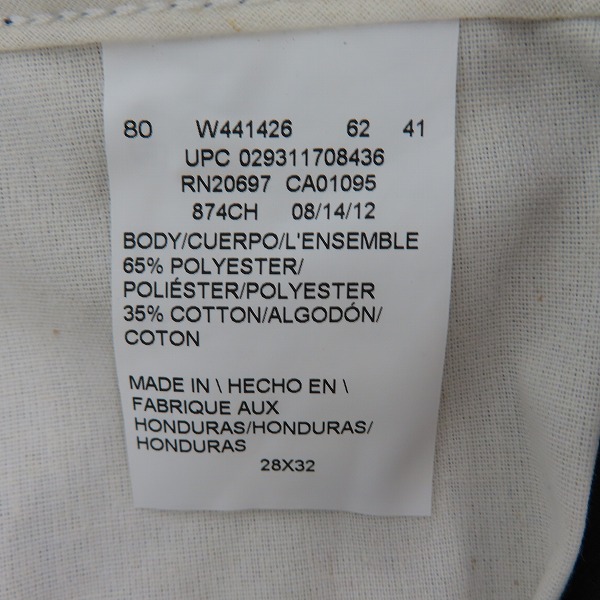 80 W441426 62 41
UPC 029311708436
RN20697 CA01095
874CH 08/14/12
BODY/CUERPO/L'ENSEMBLE
65% POLYESTER/
POLIÉSTER/POLYESTER
35% COTTON/ALGODÓN/
COTON
MADE IN \ HECHO EN \
FABRIQUE AUX
HONDURAS/HONDURAS/
HONDURAS
28X32